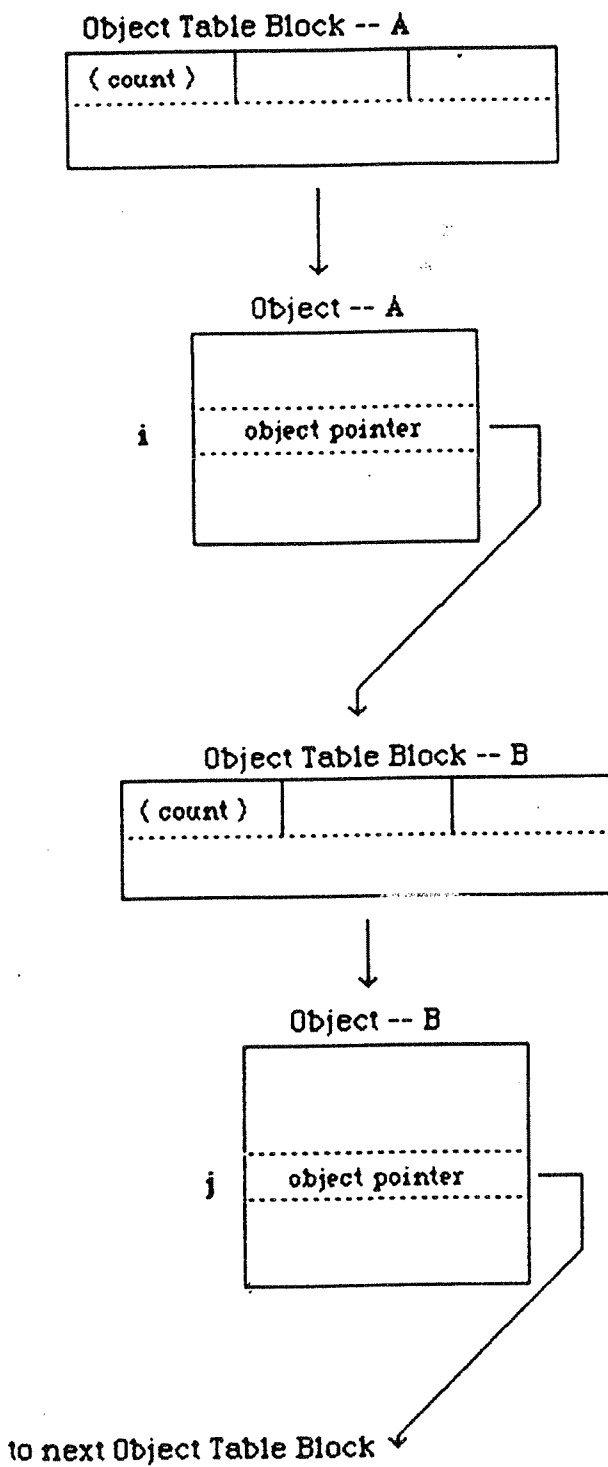 Object Table Block -- A
( count )
Object -- A
i
object pointer
Object Table Block -- B
( count )
Object -- B
j
object pointer
to next Object Table Block